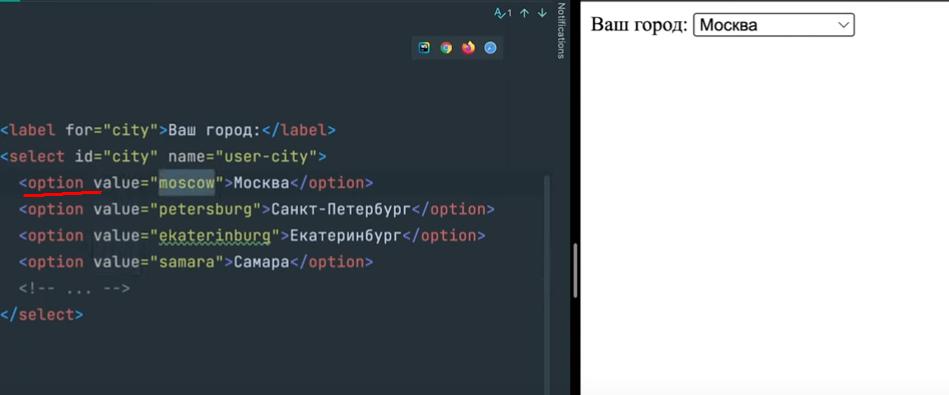 1
Notifications
Ваш город: Москва
<label for="city">Ваш город:</label>
<select id="city" name="user-city">
<option value="moscow">Москва</option>
<option value="petersburg">Санкт-Петербург</option>
<option value="ekaterinburg">Екатеринбург</option>
<option value="samara">Самара</option>
<!-- ... -->
</select>